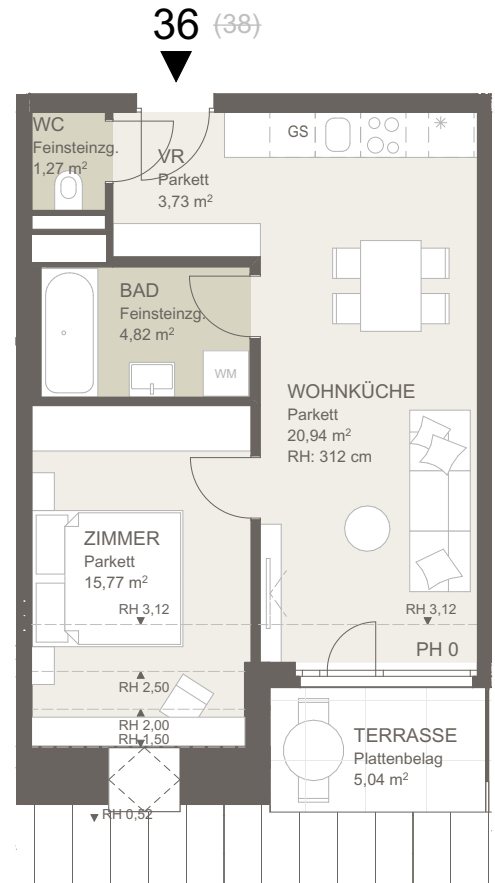 36 (38)
WC
Feinsteinzg.
1,27 m²
VR
Parkett
3,73 m²
GS
BAD
Feinsteinzg.
4,82 m²
WM
WOHNKÜCHE
Parkett
20,94 m²
RH: 312 cm
ZIMMER
Parkett
15,77 m²
RH 3,12
RH 3,12
PH 0
RH 2,50
RH 2,00
RH 1,50
TERRASSE
Plattenbelag
5,04 m²
RH 0,52